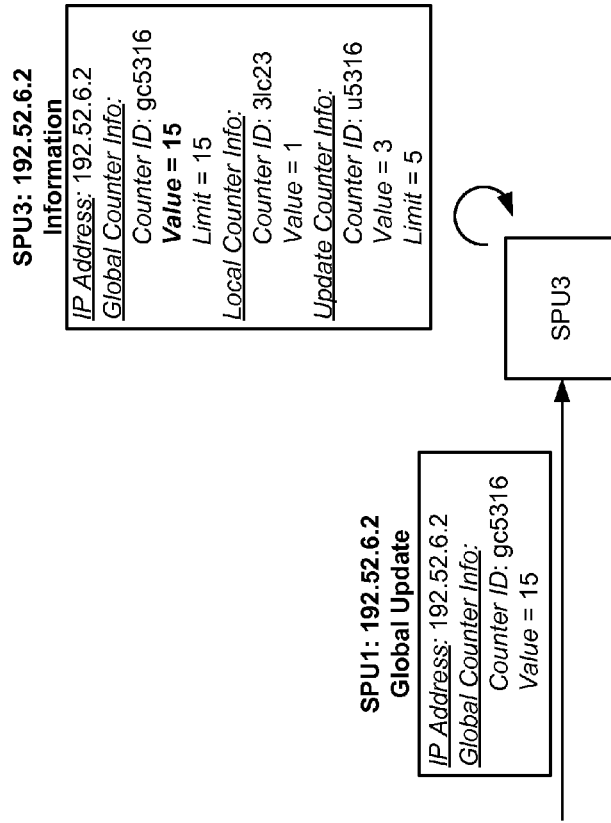 SPU3: 192.52.6.2
Information
IP Address: 192.52.6.2
Global Counter Info:
Counter ID: gc5316
Value = 15
Limit = 15
Local Counter Info:
Counter ID: 3lc23
Value = 1
Update Counter Info:
Counter ID: u5316
Value = 3
Limit = 5
SPU1: 192.52.6.2
Global Update
IP Address: 192.52.6.2
Global Counter Info:
Counter ID: gc5316
Value = 15
SPU3